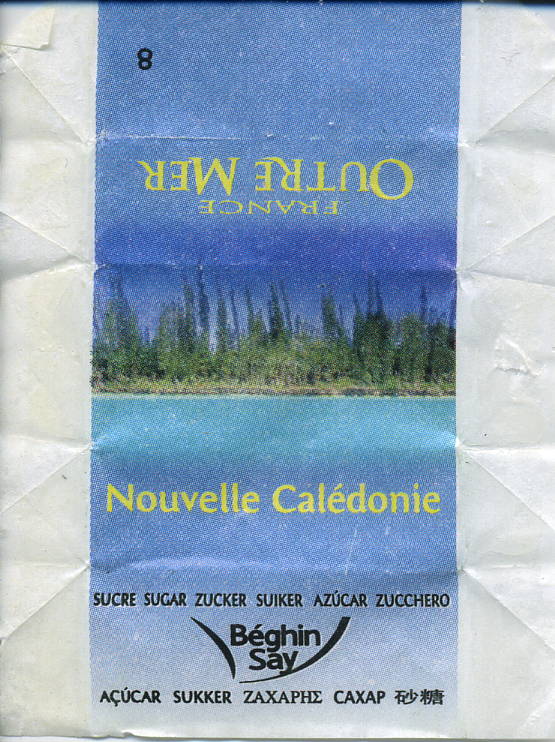 8
OUTRE MER
FRANCE
Nouvelle Calédonie
SUCRE SUGAR ZUCKER SUIKER AZÚCAR ZUCCHERO
Béghin
Say
AÇÚCAR SUKKER ΖΑΧΑΡΗΣ CAXAP 砂糖